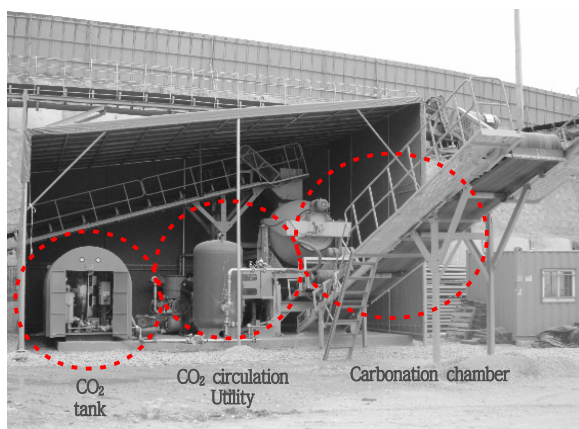 CO₂
tank
CO₂ circulation
Utility
Carbonation chamber